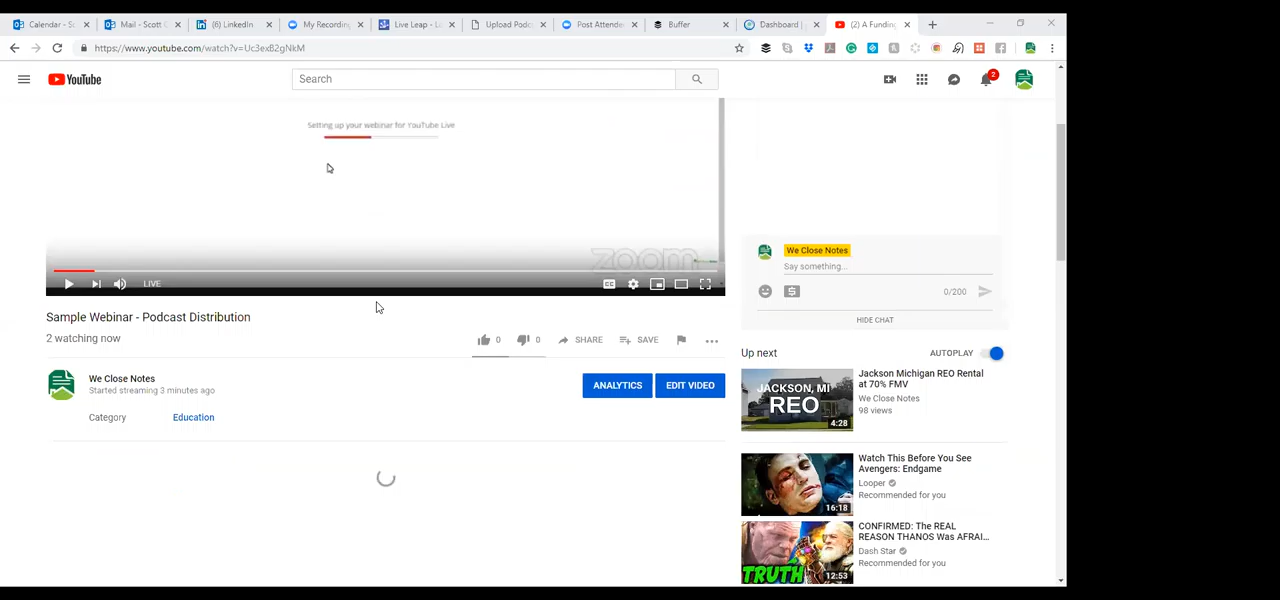 Calendar - Sc
Mail - Scott C
(6) LinkedIn
My Recording
Live Leap - Li
Upload Podc
Post Attende
Buffer
Dashboard |
(2) A Funding
https://www.youtube.com/watch?v=Uc3exB2gNkM
YouTube
Search
2
Setting up your webinar for YouTube Live
zoom
LIVE
CC
We Close Notes
Say something...
0/200
HIDE CHAT
Sample Webinar - Podcast Distribution
2 watching now
0
0
SHARE
SAVE
We Close Notes
Started streaming 3 minutes ago
ANALYTICS
EDIT VIDEO
Category
Education
Up next
AUTOPLAY
JACKSON, MI
REO
4:28
Jackson Michigan REO Rental
at 70% FMV
We Close Notes
98 views
16:18
Watch This Before You See
Avengers: Endgame
Looper
Recommended for you
TRUTH
12:53
CONFIRMED: The REAL
REASON THANOS Was AFRAI...
Dash Star
Recommended for you